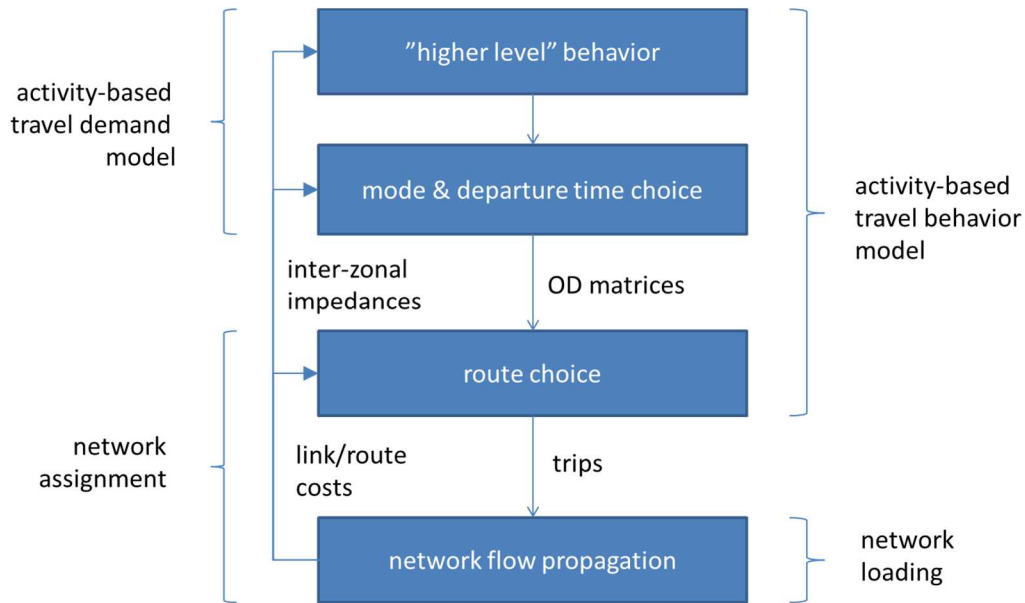 ”higher level” behavior
activity-based
travel demand
model
mode & departure time choice
activity-based
travel behavior
model
inter-zonal
impedances
OD matrices
route choice
network
assignment
link/route
costs
trips
network flow propagation
network
loading